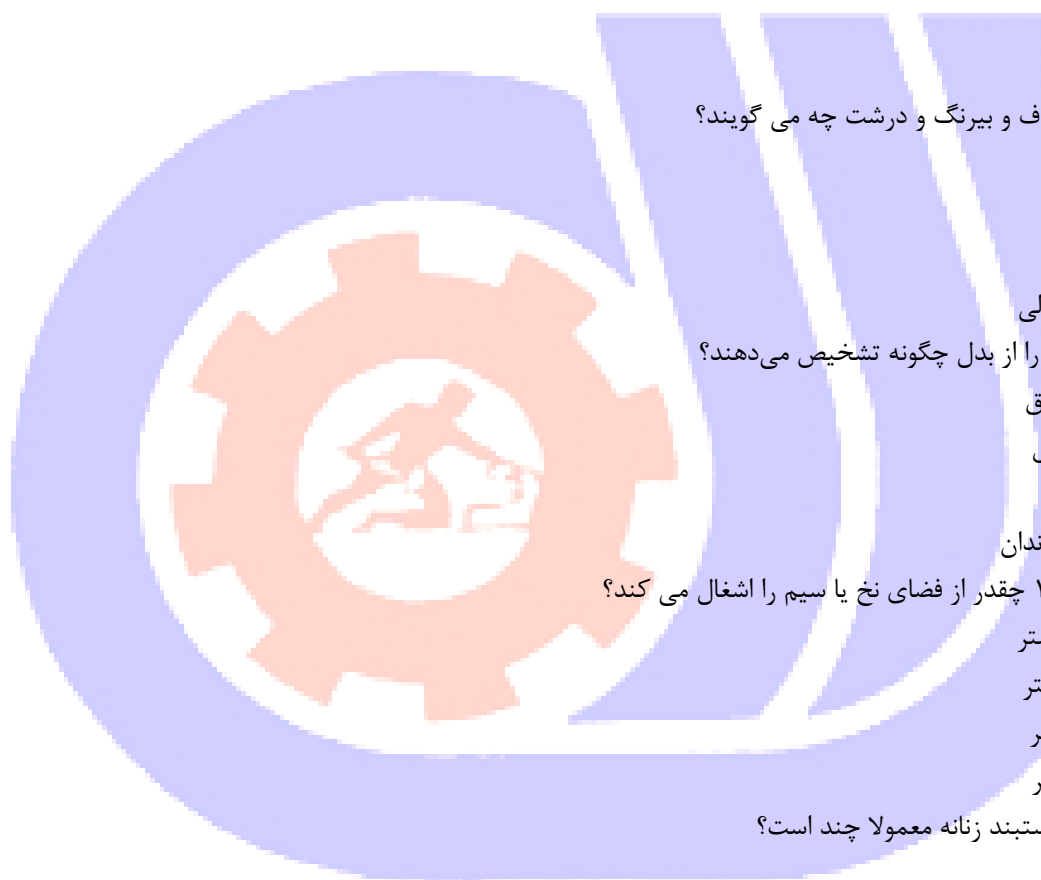 ف و بیرنگ و درشت چه می گویند؟
لی
را از بدل چگونه تشخیص می‌دهند؟
ق
ندان
۱ چقدر از فضای نخ یا سیم را اشغال می کند؟
متر
تر
ر
ر
ستبند زنانه معمولا چند است؟